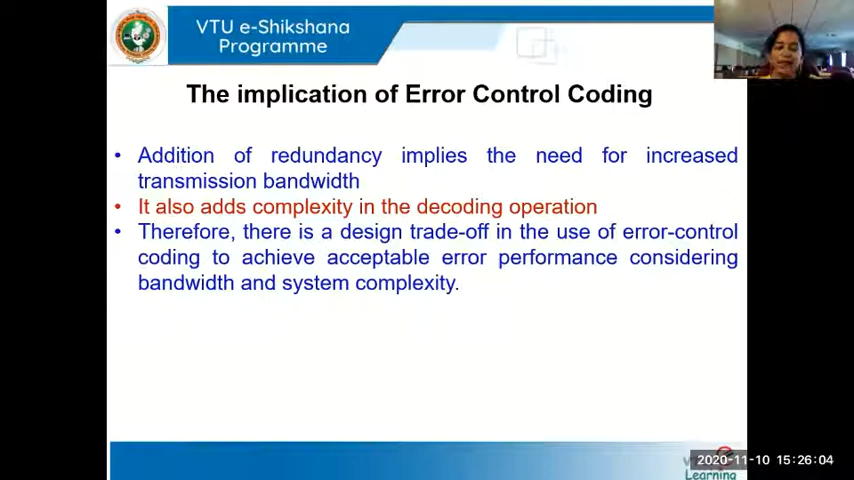 VTU e-Shikshana
Programme
The implication of Error Control Coding
• Addition of redundancy implies the need for increased
transmission bandwidth
• It also adds complexity in the decoding operation
• Therefore, there is a design trade-off in the use of error-control
coding to achieve acceptable error performance considering
bandwidth and system complexity.
2020-11-10 15:26:04
Learning